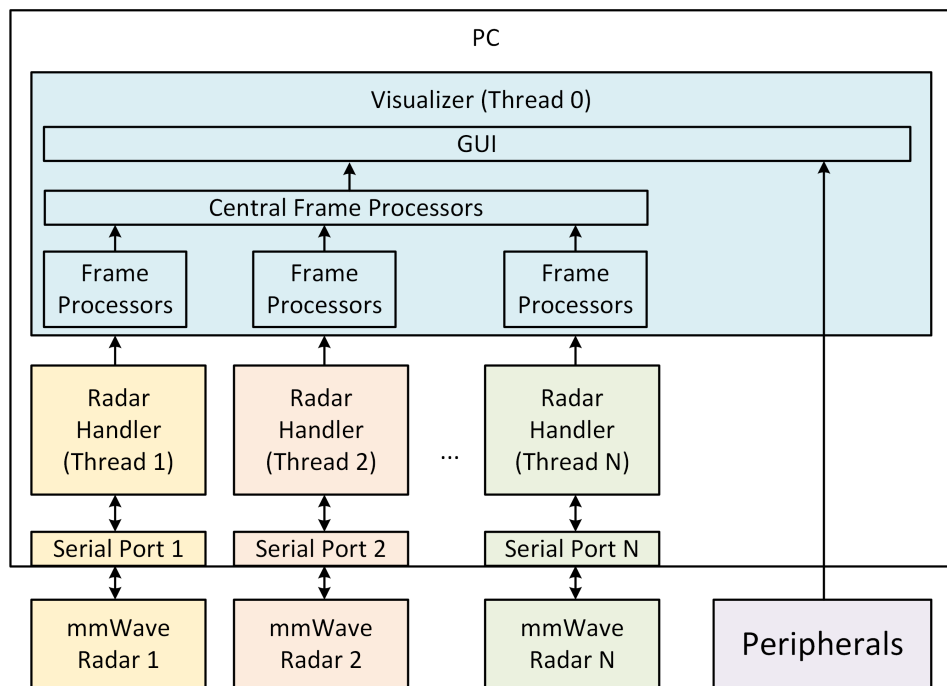 PC
Visualizer (Thread 0)
GUI
Central Frame Processors
Frame
Processors
Frame
Processors
Frame
Processors
Radar
Handler
(Thread 1)
Radar
Handler
(Thread 2)
...
Radar
Handler
(Thread N)
Serial Port 1
Serial Port 2
Serial Port N
mmWave
Radar 1
mmWave
Radar 2
mmWave
Radar N
Peripherals